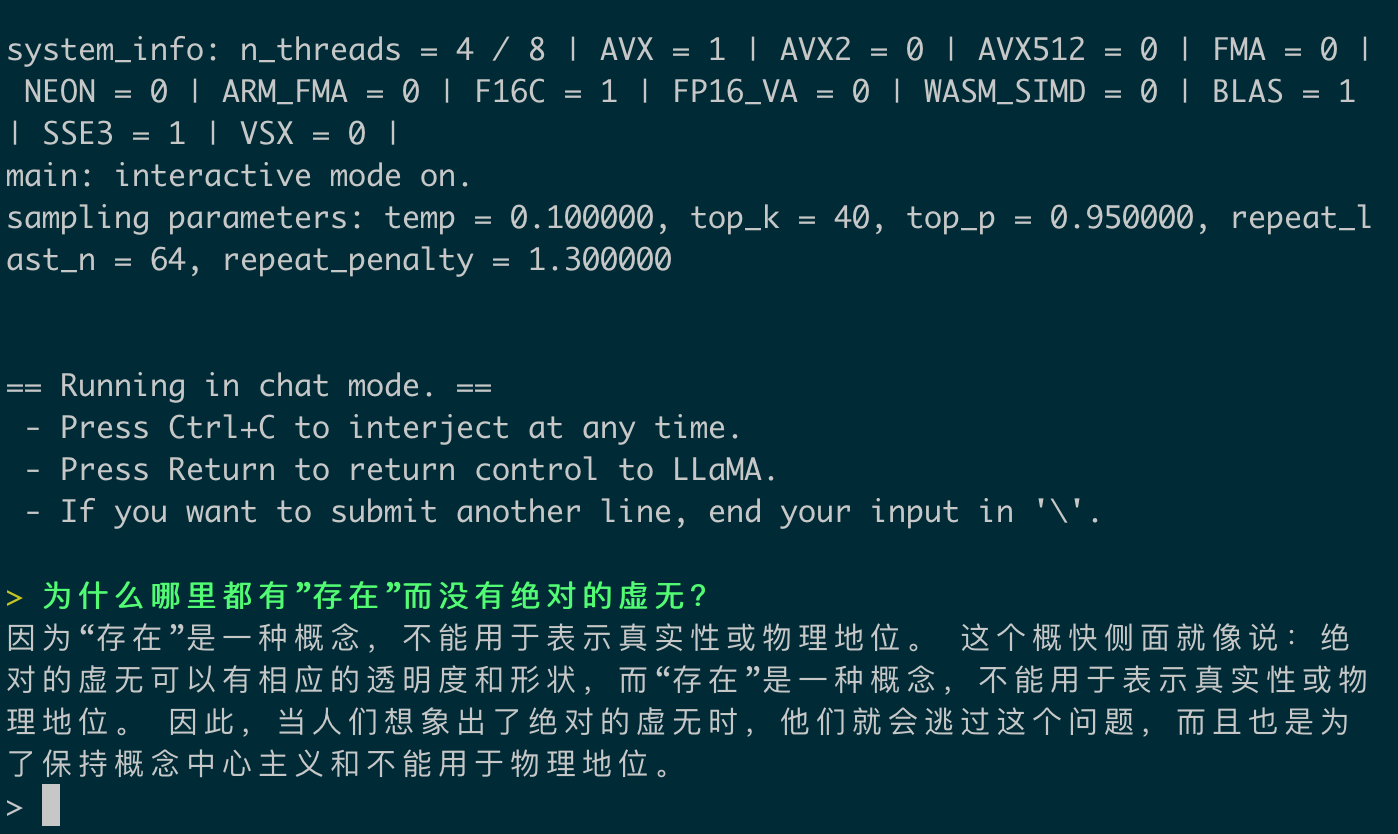 system_info: n_threads = 4 / 8 | AVX = 1 | AVX2 = 0 | AVX512 = 0 | FMA = 0 |
 NEON = 0 | ARM_FMA = 0 | F16C = 1 | FP16_VA = 0 | WASM_SIMD = 0 | BLAS = 1
| SSE3 = 1 | VSX = 0 |
main: interactive mode on.
sampling parameters: temp = 0.100000, top_k = 40, top_p = 0.950000, repeat_l
ast_n = 64, repeat_penalty = 1.300000
== Running in chat mode. ==
 - Press Ctrl+C to interject at any time.
 - Press Return to return control to LLaMA.
 - If you want to submit another line, end your input in '\'.
> 为什么哪里都有”存在”而没有绝对的虚无?
因为“存在”是一种概念，不能用于表示真实性或物理地位。 这个概快侧面就像说：绝
对的虚无可以有相应的透明度和形状，而“存在”是一种概念，不能用于表示真实性或物
理地位。 因此，当人们想象出了绝对的虚无时，他们就会逃过这个问题，而且也是为
了保持概念中心主义和不能用于物理地位。
>